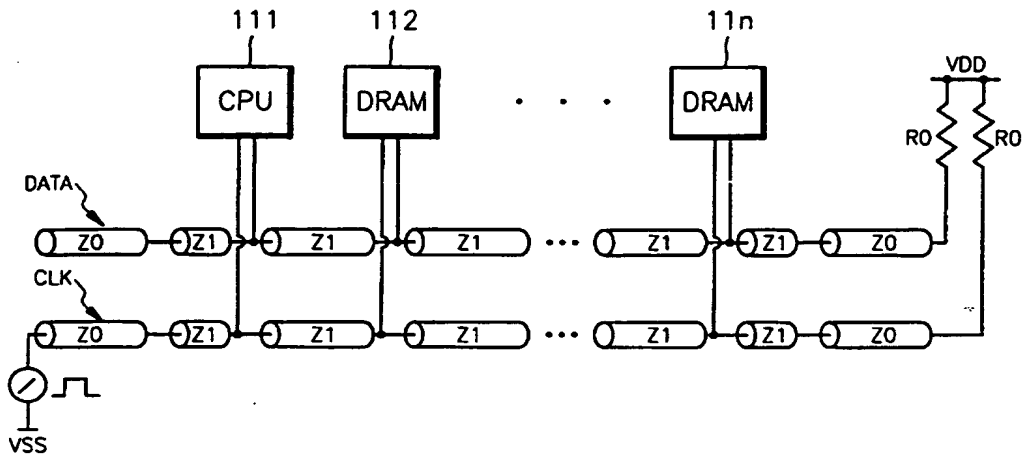 111 112 11n
VDD
CPU DRAM DRAM
R0 R0
DATA
Z0 Z1 Z1 Z1 Z1 Z1 Z0
CLK
Z0 Z1 Z1 Z1 Z1 Z1 Z0
VSS